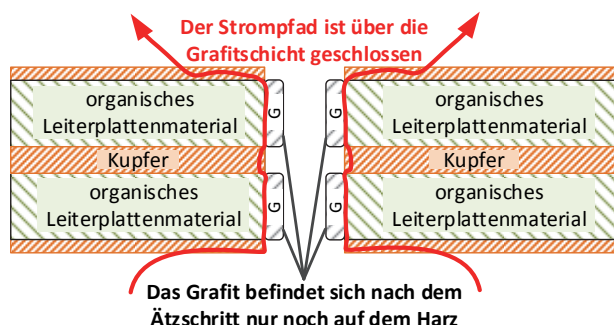 Der Strompfad ist über die
Grafitschicht geschlossen
organisches
Leiterplattenmaterial
G
G
organisches
Leiterplattenmaterial
Kupfer
Kupfer
organisches
Leiterplattenmaterial
G
G
organisches
Leiterplattenmaterial
Das Grafit befindet sich nach dem
Ätzschritt nur noch auf dem Harz